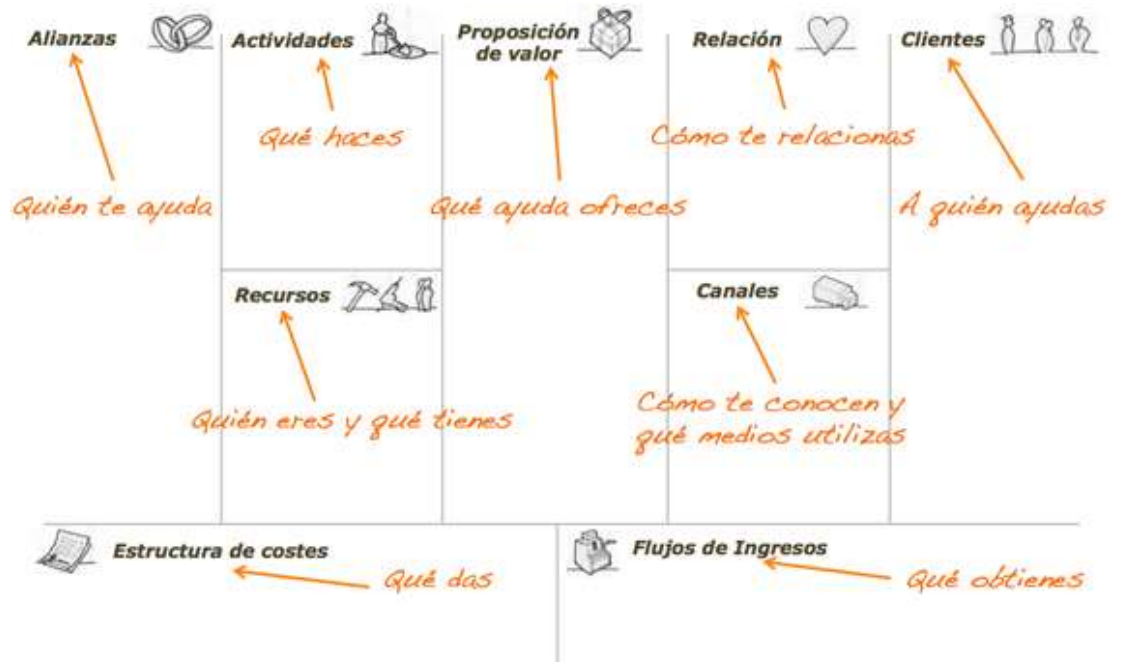 Alianzas
Quién te ayuda
Actividades
Qué haces
Recursos
Quién eres y qué tienes
Proposición
de valor
Qué ayuda ofreces
Relación
Cómo te relacionas
Canales
Cómo te conocen y
qué medios utilizas
Clientes
A quién ayudas
Estructura de costes
Qué das
Flujos de Ingresos
Qué obtienes